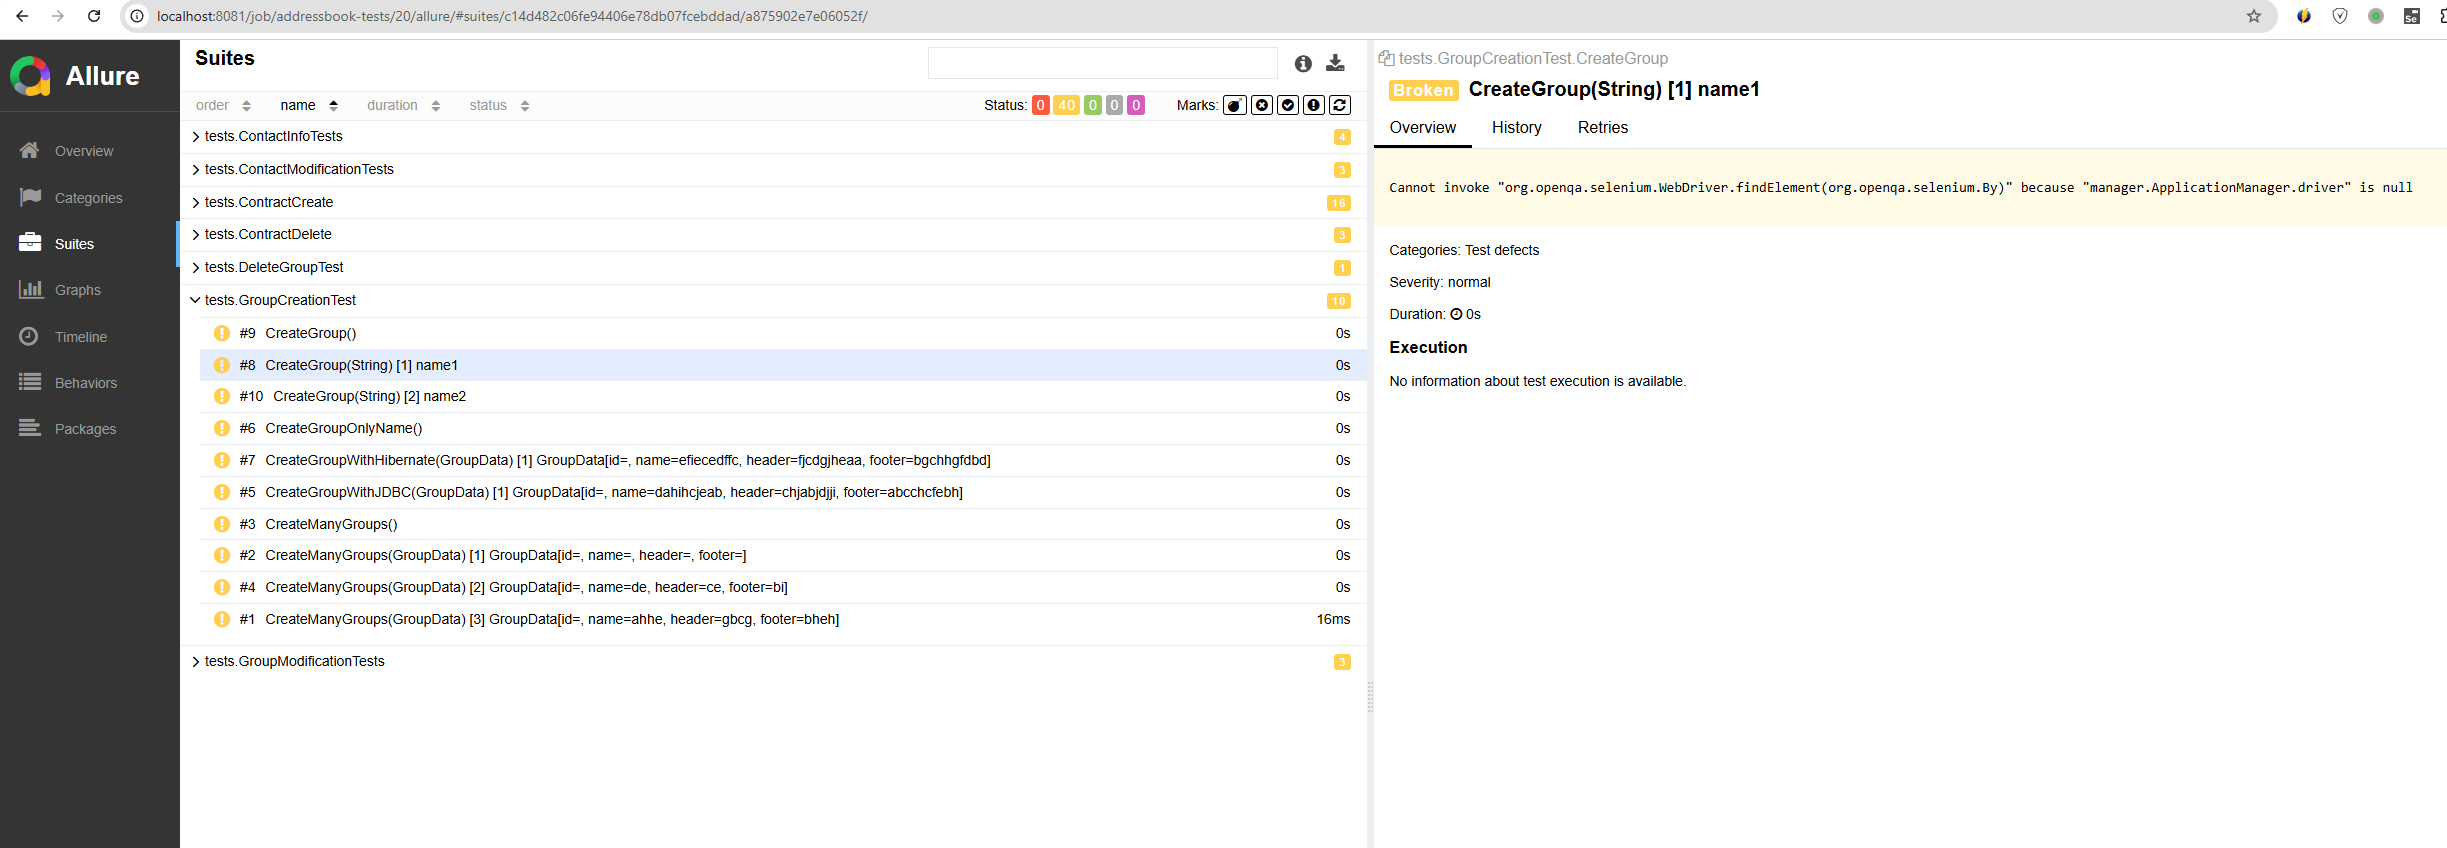 localhost:8081/job/addressbook-tests/20/allure/#suites/c14d482c06fe94406e78db07fcebddad/a875902e7e06052f/
Se
Allure
Overview
Categories
Suites
Graphs
Timeline
Behaviors
Packages
Suites
order name duration status Status: 0 40 0 0 0 Marks:
tests.ContactInfoTests 4
tests.ContactModificationTests 3
tests.ContractCreate 16
tests.ContractDelete 3
tests.DeleteGroupTest 1
tests.GroupCreationTest 10
#9 CreateGroup() 0s
#8 CreateGroup(String) [1] name1 0s
#10 CreateGroup(String) [2] name2 0s
#6 CreateGroupOnlyName() 0s
#7 CreateGroupWithHibernate(GroupData) [1] GroupData[id=, name=efiecedffc, header=fjcdgjheaa, footer=bgchhgfdbd] 0s
#5 CreateGroupWithJDBC(GroupData) [1] GroupData[id=, name=dahihcjeab, header=chjabjdjji, footer=abcchcfebh] 0s
#3 CreateManyGroups() 0s
#2 CreateManyGroups(GroupData) [1] GroupData[id=, name=, header=, footer=] 0s
#4 CreateManyGroups(GroupData) [2] GroupData[id=, name=de, header=ce, footer=bi] 0s
#1 CreateManyGroups(GroupData) [3] GroupData[id=, name=ahhe, header=gbcg, footer=bheh] 16ms
tests.GroupModificationTests 3
tests.GroupCreationTest.CreateGroup
Broken CreateGroup(String) [1] name1
Overview History Retries
Cannot invoke "org.openqa.selenium.WebDriver.findElement(org.openqa.selenium.By)" because "manager.ApplicationManager.driver" is null
Categories: Test defects
Severity: normal
Duration: 0s
Execution
No information about test execution is available.